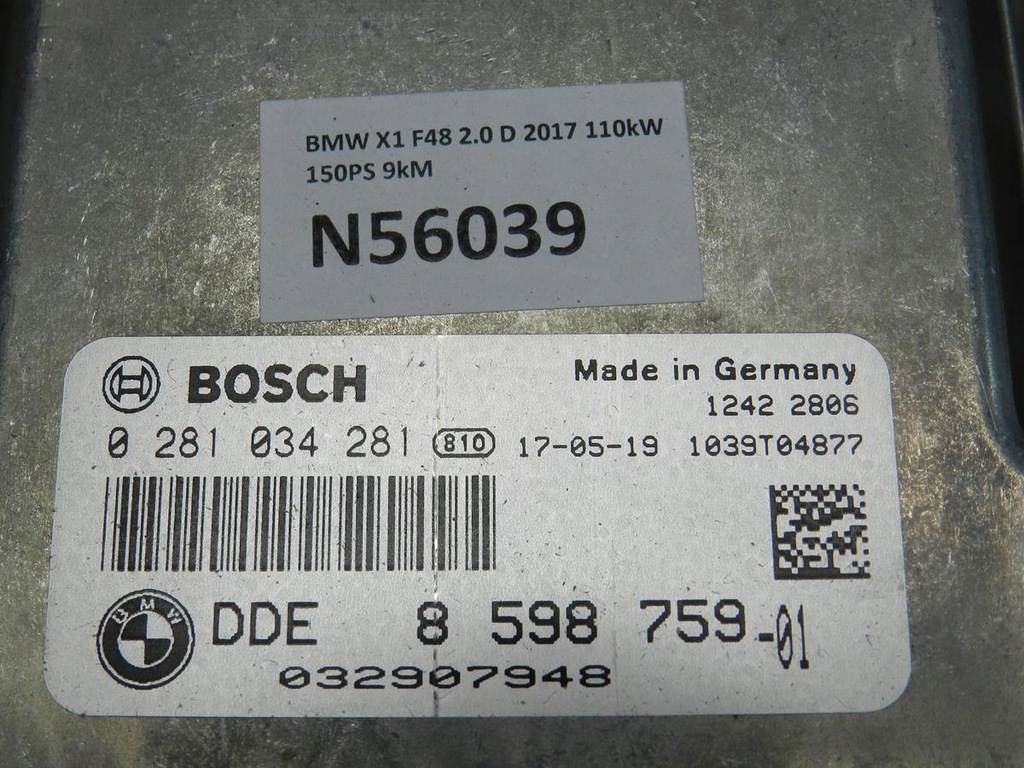 BMW X1 F48 2.0 D 2017 110kW
150PS 9kM
N56039
BOSCH
Made in Germany
1242 2806
0 281 034 281 810 17-05-19 1039T04877
BMW DDE 8 598 759-01
032907948